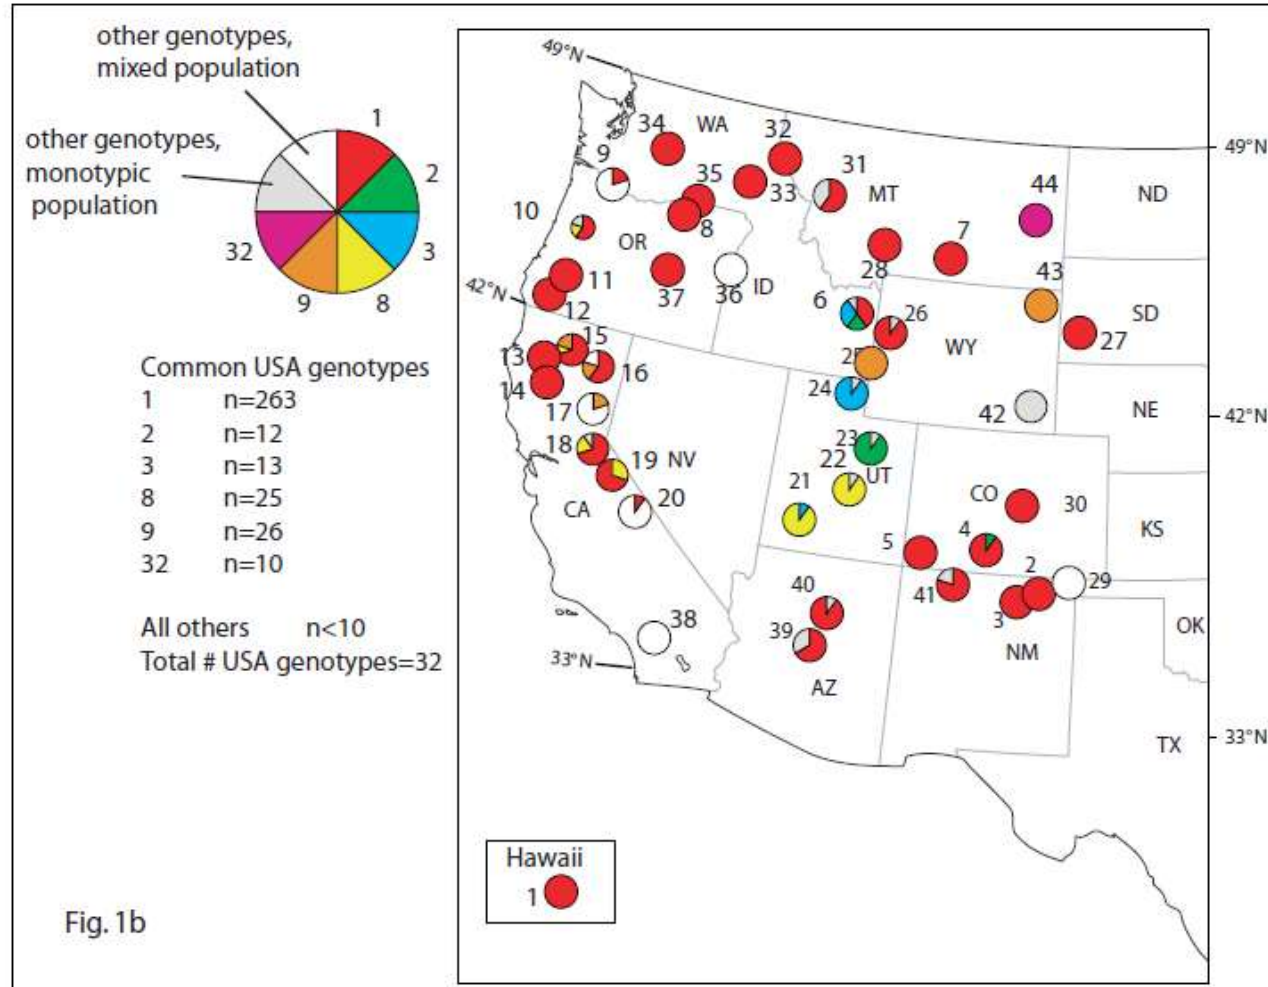 other genotypes,
mixed population
other genotypes,
monotypic
population
1
2
3
8
9
32
Common USA genotypes
1 n=263
2 n=12
3 n=13
8 n=25
9 n=26
32 n=10
All others n<10
Total # USA genotypes=32
Fig. 1b
49°N
42°N
33°N
49°N
42°N
33°N
34
WA
32
9
35
33
31
MT
44
ND
10
OR
8
7
11
37
36
ID
28
43
12
6
26
SD
27
15
13
16
25
WY
14
24
17
42
NE
18
23
19
NV
22
UT
21
CO
30
20
CA
4
KS
5
2
29
40
41
3
38
39
NM
OK
AZ
TX
Hawaii
1